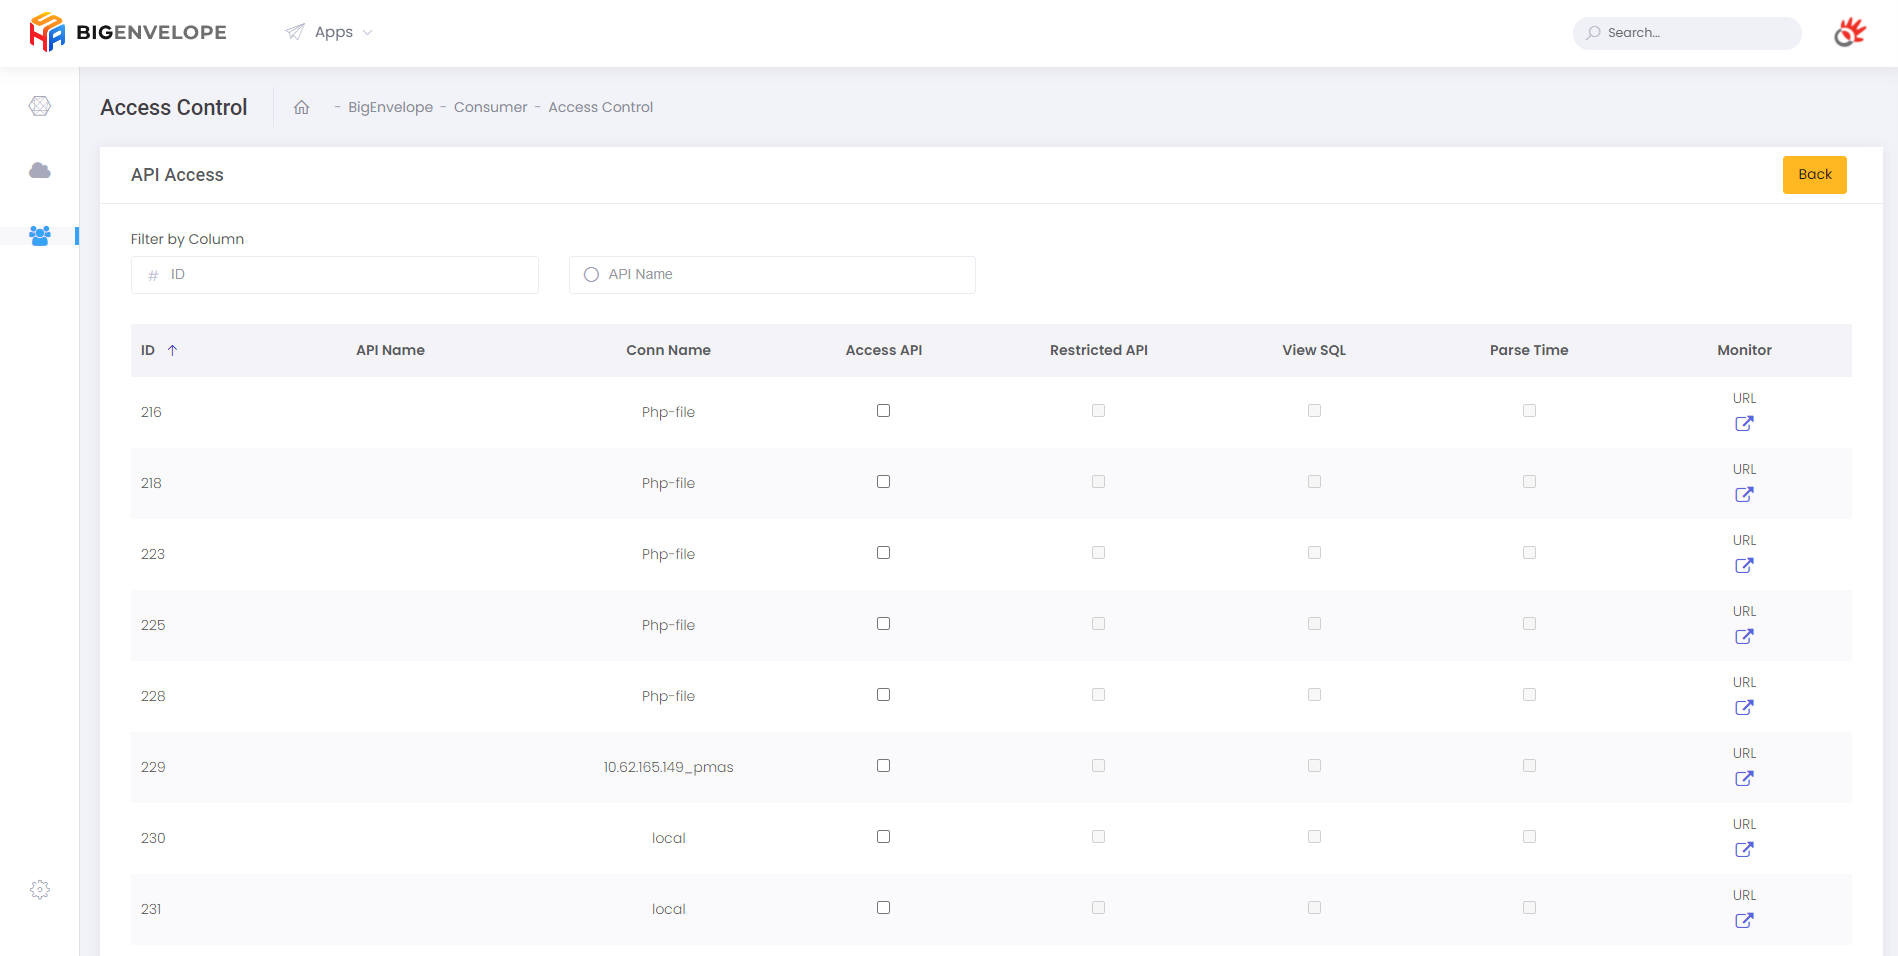 BIGENVELOPE Apps Search...
Access Control - BigEnvelope - Consumer - Access Control
API Access Back
Filter by Column
# ID API Name
ID API Name Conn Name Access API Restricted API View SQL Parse Time Monitor
216 Php-file URL
218 Php-file URL
223 Php-file URL
225 Php-file URL
228 Php-file URL
229 10.62.165.149_pmas URL
230 local URL
231 local URL